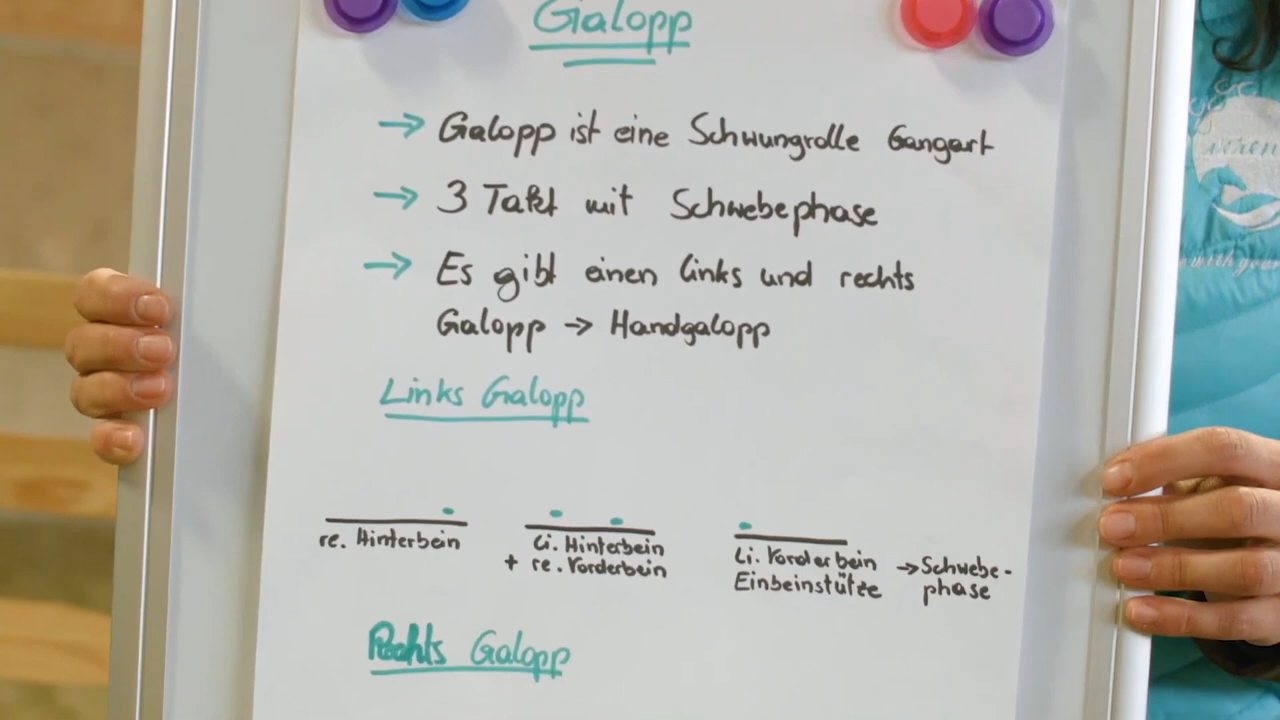 Galopp
→ Galopp ist eine Schwungvolle Gangart
→ 3 Takt mit Schwebephase
→ Es gibt einen Links und rechts
Galopp → Handgalopp
Links Galopp
re. Hinterbein
Li. Hinterbein
+ re. Vorderbein
Li. Vorderbein
Einbeinstütze
→ Schwebe-
phase
Rechts Galopp